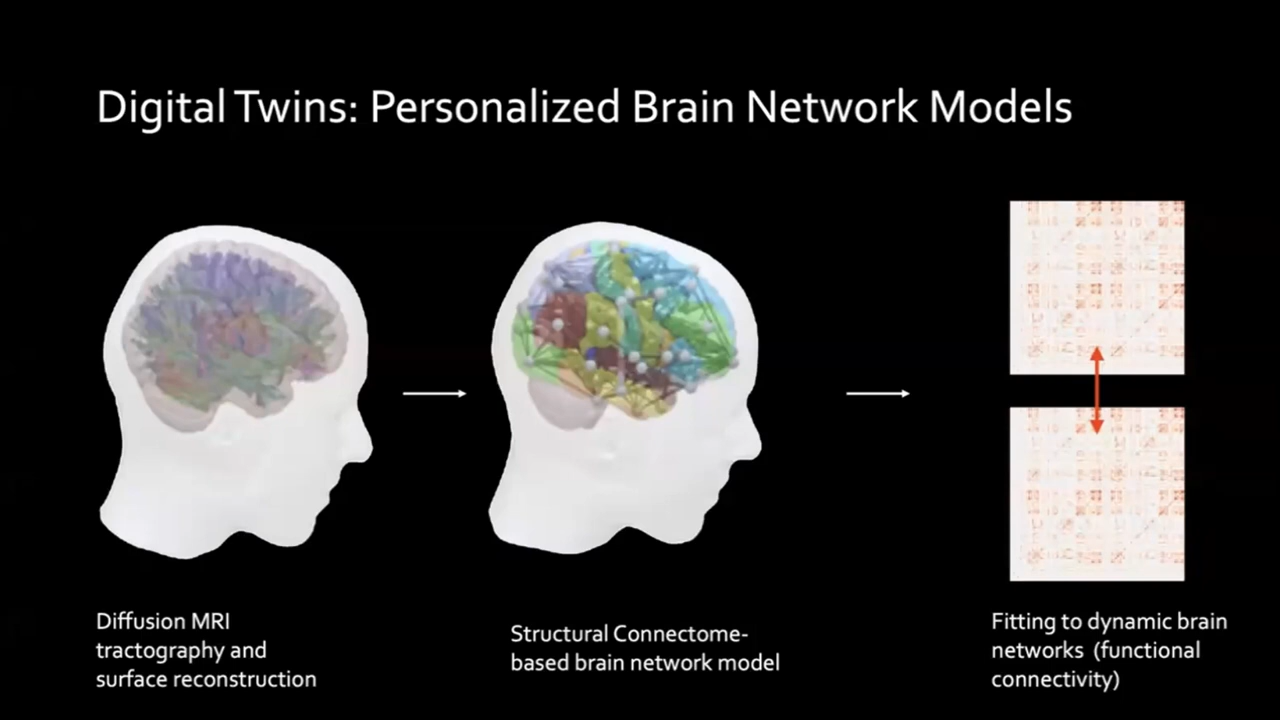 Digital Twins: Personalized Brain Network Models
Diffusion MRI
tractography and
surface reconstruction
Structural Connectome-
based brain network model
Fitting to dynamic brain
networks (functional
connectivity)